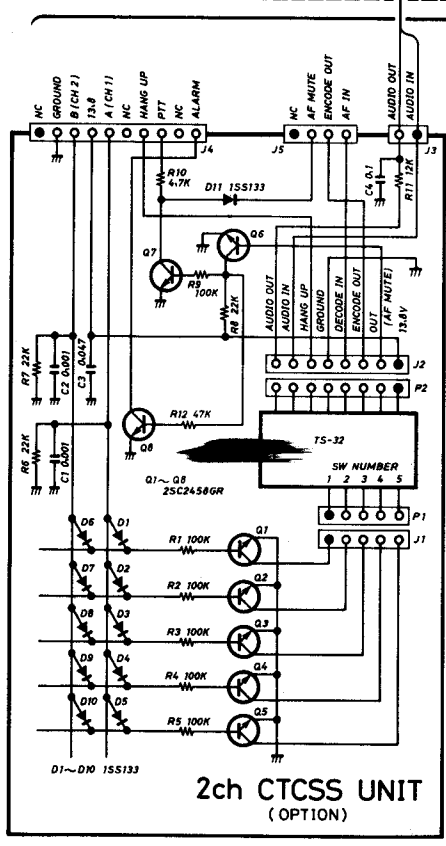 NC
GROUND
B (CH 2)
13.8
A (CH 1)
NC
HANG UP
PTT
NC
ALARM
J4
NC
AF MUTE
ENCODE OUT
AF IN
J5
AUDIO OUT
AUDIO IN
J3
R10
4.7K
D11 1SS133
C4 0.1
R11 12K
Q7
Q6
R9
100K
R8 22K
AUDIO OUT
AUDIO IN
HANG UP
GROUND
DECODE IN
ENCODE OUT
OUT
(AF MUTE)
13.8V
J2
P2
R7 22K
C2 0.001
C3 0.047
R6 22K
C1 0.001
R12 47K
Q8
Q1~Q8
2SC2458GR
TS-32
SW NUMBER
1 2 3 4 5
P1
J1
D6 D1
R1 100K
Q1
D7 D2
R2 100K
Q2
D8 D3
R3 100K
Q3
D9 D4
R4 100K
Q4
D10 D5
R5 100K
Q5
D1~D10 1SS133
2ch CTCSS UNIT
(OPTION)